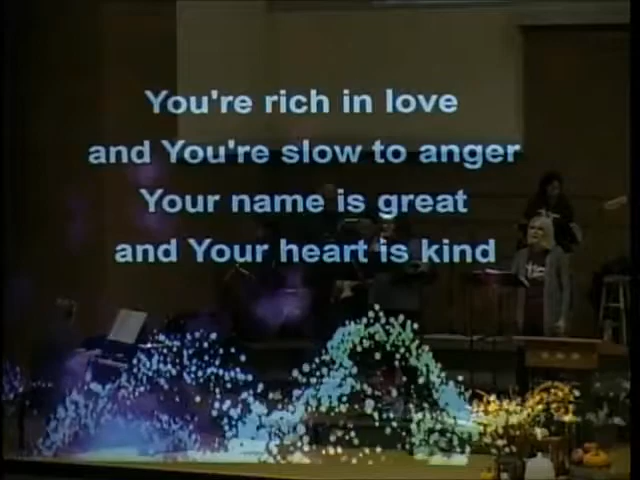 You're rich in love
and You're slow to anger
Your name is great
and Your heart is kind